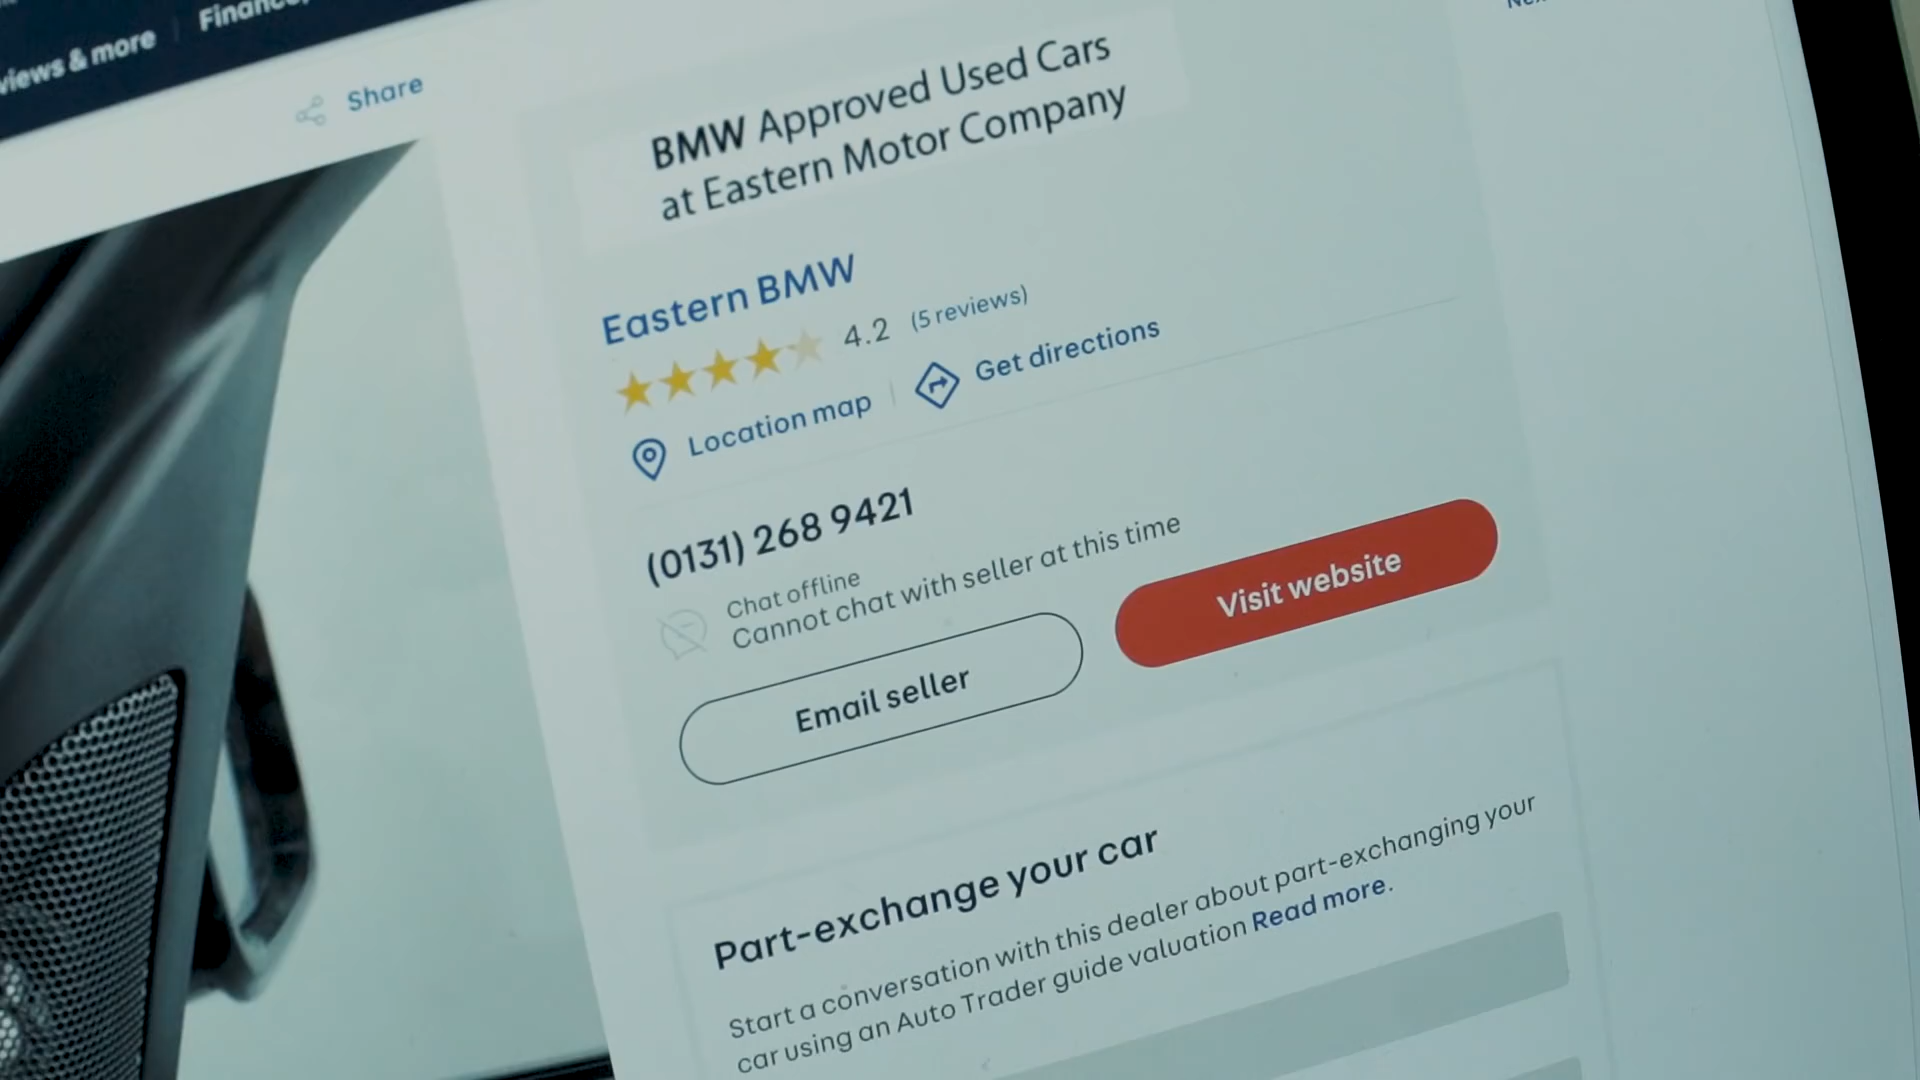 & more
Share
BMW Approved Used Cars
at Eastern Motor Company
Eastern BMW
4.2 (5 reviews)
Location map
Get directions
(0131) 268 9421
Chat offline
Cannot chat with seller at this time
Email seller
Visit website
Part-exchange your car
Start a conversation with this dealer about part-exchanging your
car using an Auto Trader guide valuation Read more.